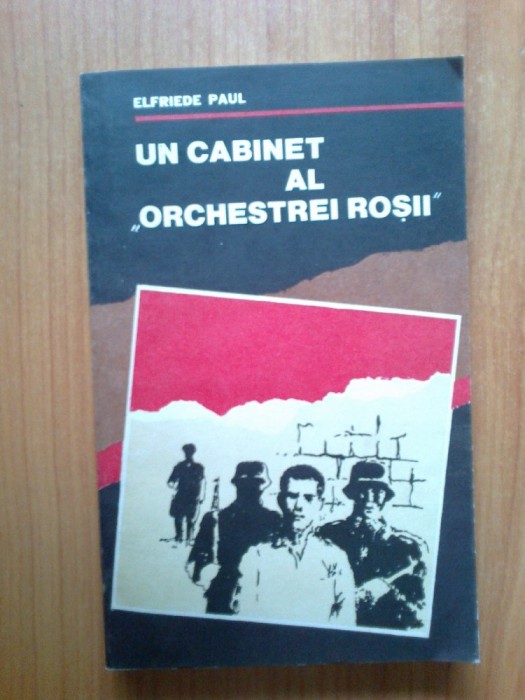 ELFRIEDE PAUL
UN CABINET
AL
„ORCHESTREI ROȘII”